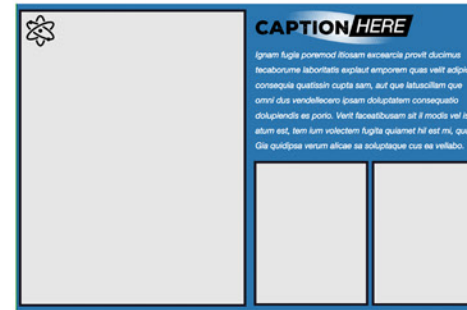 CAPTION HERE
Ignam fugia poremod itiosam excearcia provit ducimus
tecaborume laboritatis explaut emporem quas velit
consequia quatissin cupta sam, aut que latuscillam que
omni dus vendellecero ipsam doluptatem consequatio
dolupiendis es porio. Verit faceatibusam sit il modis vel
atum est, tem ium volectem fugita quiamet hil est mi,
Gia quidipsa verum alicae sa soluptaque cus ea vellabo.